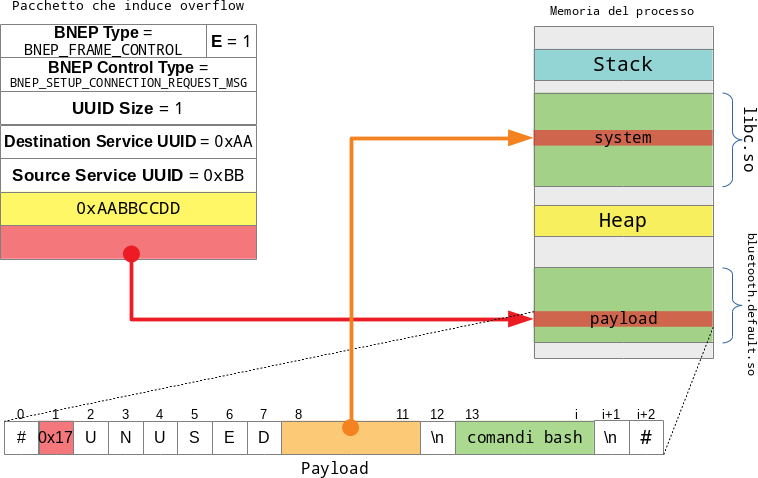 Pacchetto che induce overflow
BNEP Type =
BNEP_FRAME_CONTROL
E = 1
BNEP Control Type =
BNEP_SETUP_CONNECTION_REQUEST_MSG
UUID Size = 1
Destination Service UUID = 0xAA
Source Service UUID = 0xBB
0xAABBCCDD
Memoria del processo
Stack
system
libc.so
Heap
payload
bluetooth.default.so
0 1 2 3 4 5 6 7 8 11 12 13 i i+1 i+2
# 0x17 U N U S E D \n comandi bash \n #
Payload